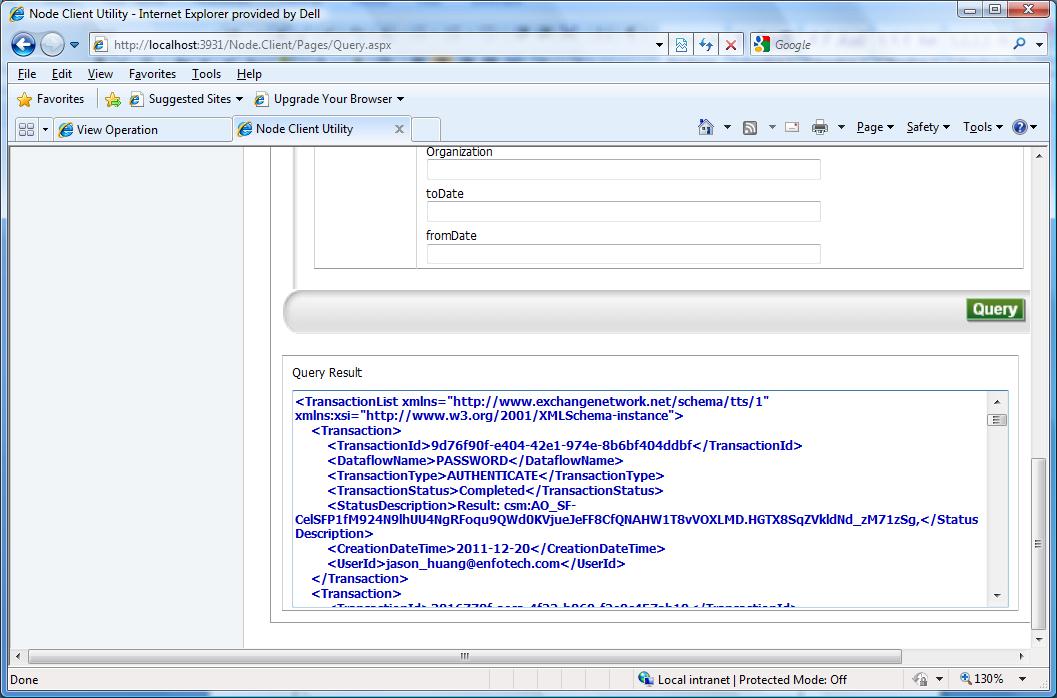 Node Client Utility - Internet Explorer provided by Dell
http://localhost:3931/Node.Client/Pages/Query.aspx
Google
File Edit View Favorites Tools Help
Favorites Suggested Sites Upgrade Your Browser
View Operation Node Client Utility Page Safety Tools
Organization
toDate
fromDate
Query
Query Result
<TransactionList xmlns="http://www.exchangenetwork.net/schema/tts/1"
xmlns:xsi="http://www.w3.org/2001/XMLSchema-instance">
<Transaction>
<TransactionId>9d76f90f-e404-42e1-974e-8b6bf404ddbf</TransactionId>
<DataflowName>PASSWORD</DataflowName>
<TransactionType>AUTHENTICATE</TransactionType>
<TransactionStatus>Completed</TransactionStatus>
<StatusDescription>Result: csm:AO_SF-
CelSFP1fM924N9lhUU4NgRFoqu9QWd0KVjueJeFF8CfQNAHW1T8vVOXLMD.HGTX8SqZVkldNd_zM71zSg,</Status
Description>
<CreationDateTime>2011-12-20</CreationDateTime>
<UserId>jason_huang@enfotech.com</UserId>
</Transaction>
<Transaction>
Done Local intranet | Protected Mode: Off 130%